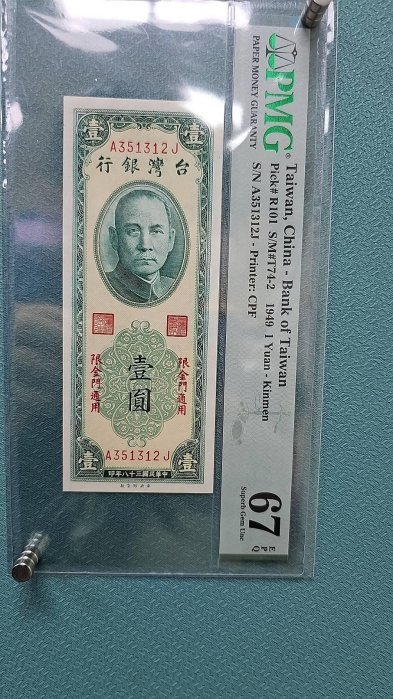 壹 壹
A351312J
行銀灣台
限金門通用
壹圓
限金門通用
A351312J
壹 壹
印年八十三國民華中
PMG®
PAPER MONEY GUARANTY
Taiwan, China - Bank of Taiwan
Pick# R101 S/M#T74-2 1949 1 Yuan - Kinmen
S/N A351312J - Printer: CPF
67 EPQ
Superb Gem Unc